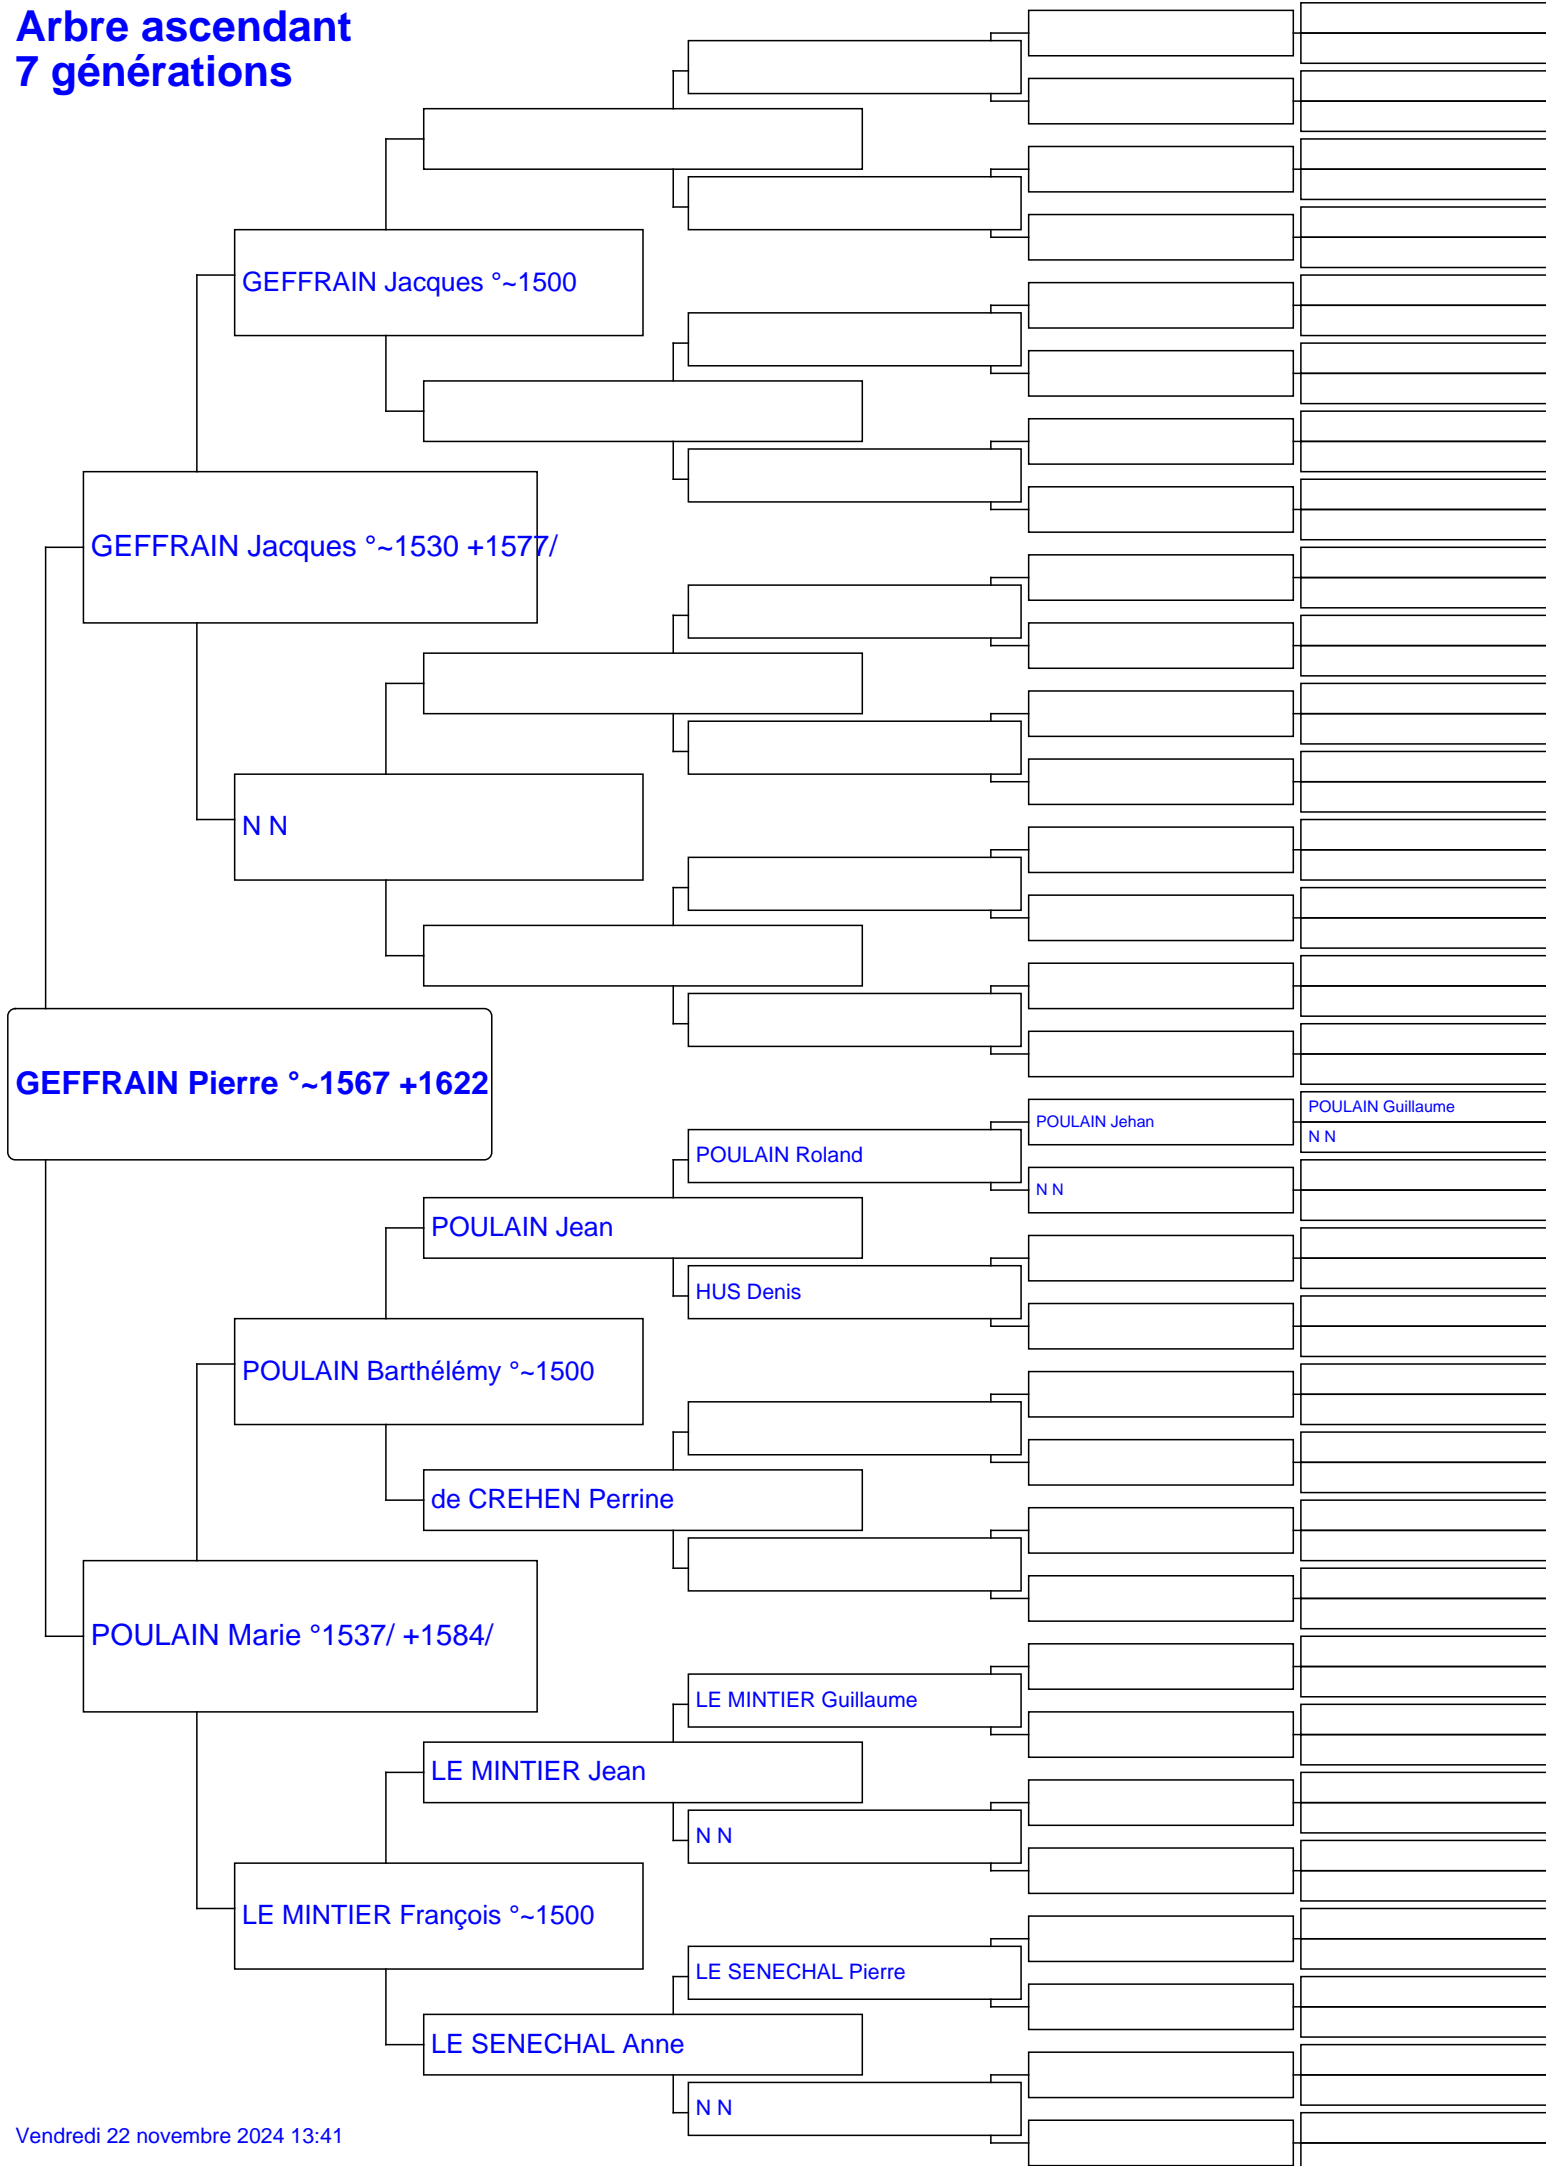 Arbre ascendant
7 générations
GEFFRAIN Jacques °~1500
GEFFRAIN Jacques °~1530 +1577/
N N
GEFFRAIN Pierre °~1567 +1622
POULAIN Jehan
POULAIN Guillaume
N N
POULAIN Roland
N N
POULAIN Jean
HUS Denis
POULAIN Barthélémy °~1500
de CREHEN Perrine
POULAIN Marie °1537/ +1584/
LE MINTIER Guillaume
LE MINTIER Jean
N N
LE MINTIER François °~1500
LE SENECHAL Pierre
LE SENECHAL Anne
N N
Vendredi 22 novembre 2024 13:41